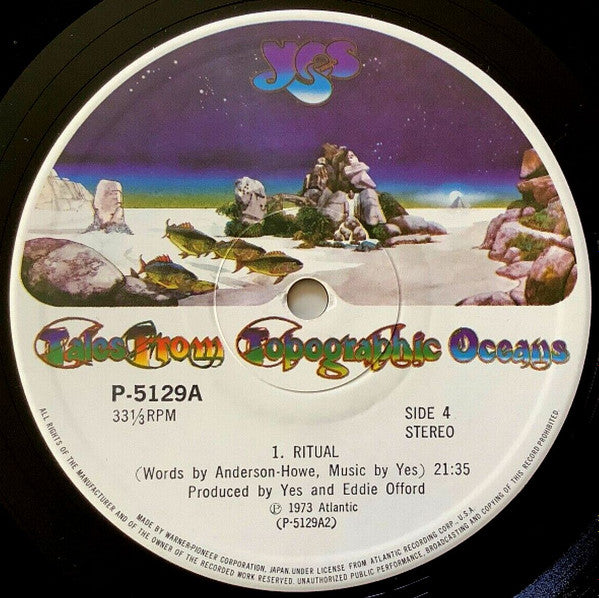 Yes
Tales From Topographic Oceans
P-5129A
33⅓RPM
SIDE 4
STEREO
1. RITUAL
(Words by Anderson-Howe, Music by Yes) 21:35
Produced by Yes and Eddie Offord
Ⓟ 1973 Atlantic
(P-5129A2)
ALL RIGHTS OF THE MANUFACTURER AND OF THE OWNER OF THE RECORDED WORK RESERVED. UNAUTHORIZED PUBLIC PERFORMANCE, BROADCASTING AND COPYING OF THIS RECORD PROHIBITED.
MADE BY WARNER-PIONEER CORPORATION, JAPAN. UNDER LICENSE FROM ATLANTIC RECORDING CORP., U.S.A.